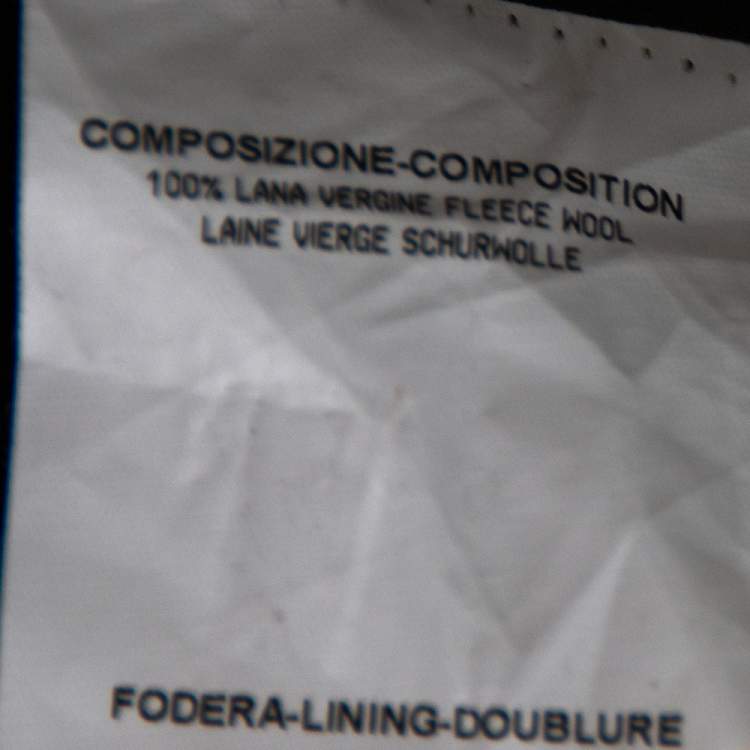 COMPOSIZIONE-COMPOSITION
100% LANA VERGINE FLEECE WOOL
LAINE VIERGE SCHURWOLLE
FODERA-LINING-DOUBLURE